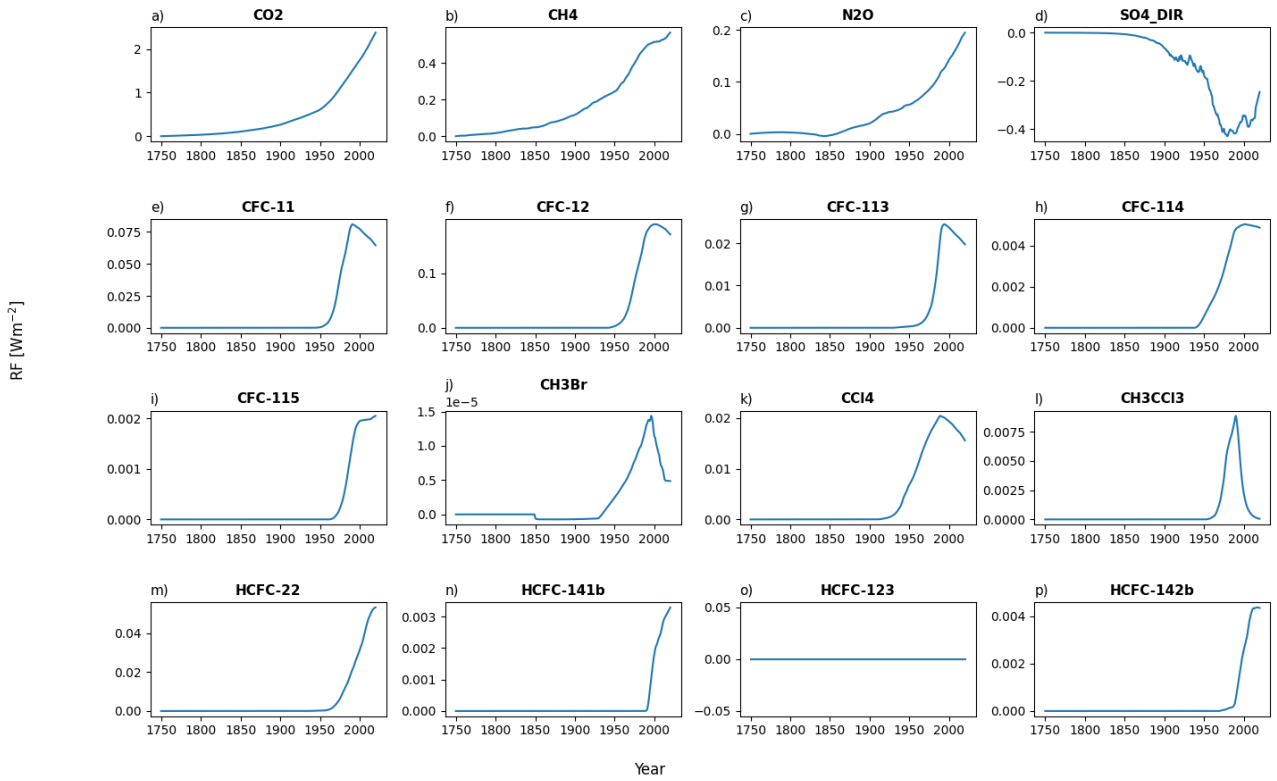 a) CO2
b) CH4
c) N2O
d) SO4_DIR
2
1
0
0.4
0.2
0.0
0.2
0.1
0.0
0.0
−0.2
−0.4
1750 1800 1850 1900 1950 2000
1750 1800 1850 1900 1950 2000
1750 1800 1850 1900 1950 2000
1750 1800 1850 1900 1950 2000
e) CFC-11
f) CFC-12
g) CFC-113
h) CFC-114
0.075
0.050
0.025
0.000
0.1
0.0
0.02
0.01
0.00
0.004
0.002
0.000
1750 1800 1850 1900 1950 2000
1750 1800 1850 1900 1950 2000
1750 1800 1850 1900 1950 2000
1750 1800 1850 1900 1950 2000
RF [Wm⁻²]
i) CFC-115
j) CH3Br
k) CCl4
l) CH3CCl3
0.002
0.001
0.000
1e−5
1.5
1.0
0.5
0.0
0.02
0.01
0.00
0.0075
0.0050
0.0025
0.0000
1750 1800 1850 1900 1950 2000
1750 1800 1850 1900 1950 2000
1750 1800 1850 1900 1950 2000
1750 1800 1850 1900 1950 2000
m) HCFC-22
n) HCFC-141b
o) HCFC-123
p) HCFC-142b
0.04
0.02
0.00
0.003
0.002
0.001
0.000
0.05
0.00
−0.05
0.004
0.002
0.000
1750 1800 1850 1900 1950 2000
1750 1800 1850 1900 1950 2000
1750 1800 1850 1900 1950 2000
1750 1800 1850 1900 1950 2000
Year